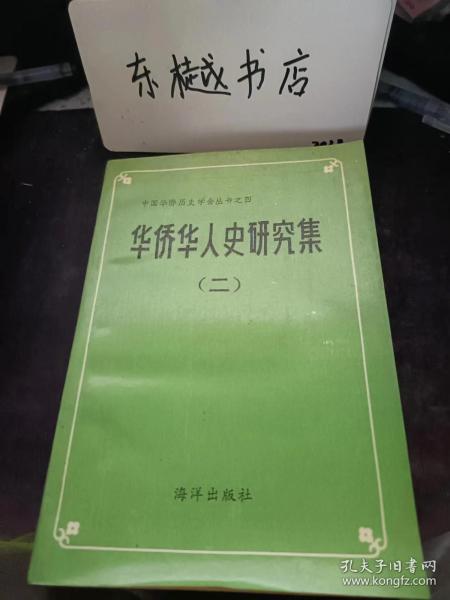 东樾书店
中国华侨历史学会丛书之四
华侨华人史研究集
（二）
海洋出版社
孔夫子旧书网
www.kongfz.com